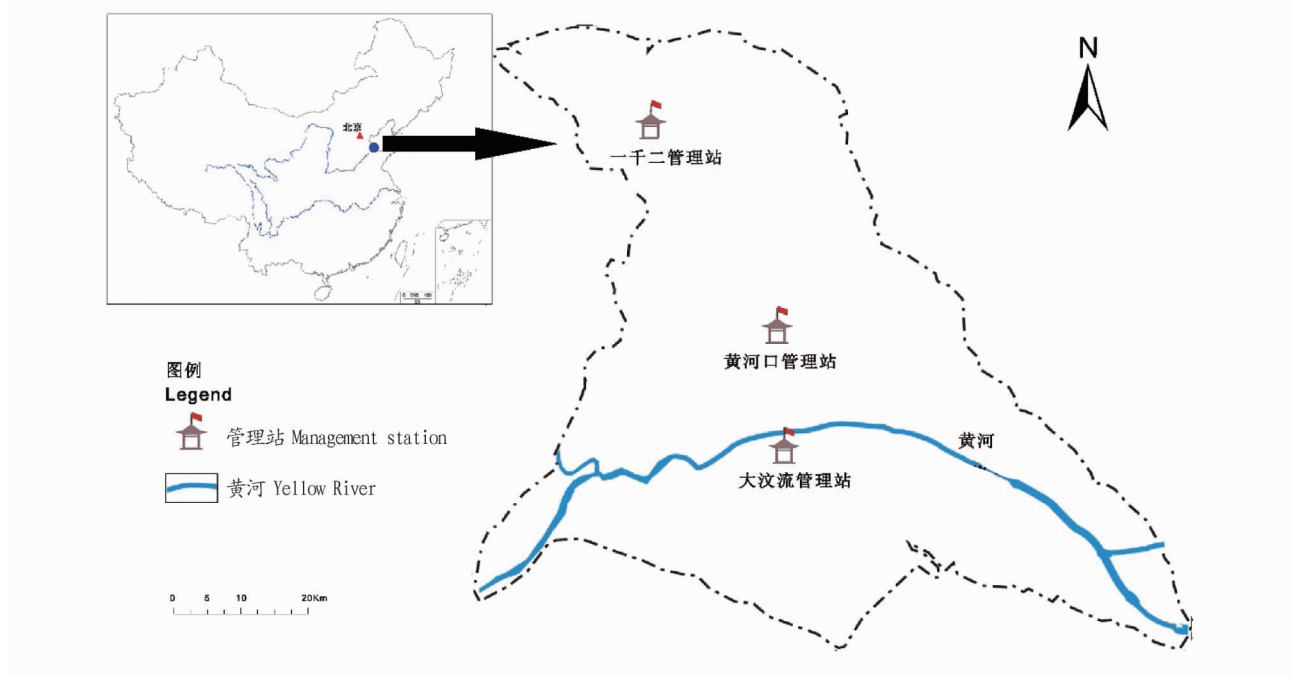 北京
N
一千二管理站
黄河口管理站
黄河
大汶流管理站
图例
Legend
管理站 Management station
黄河 Yellow River
0 5 10 20Km